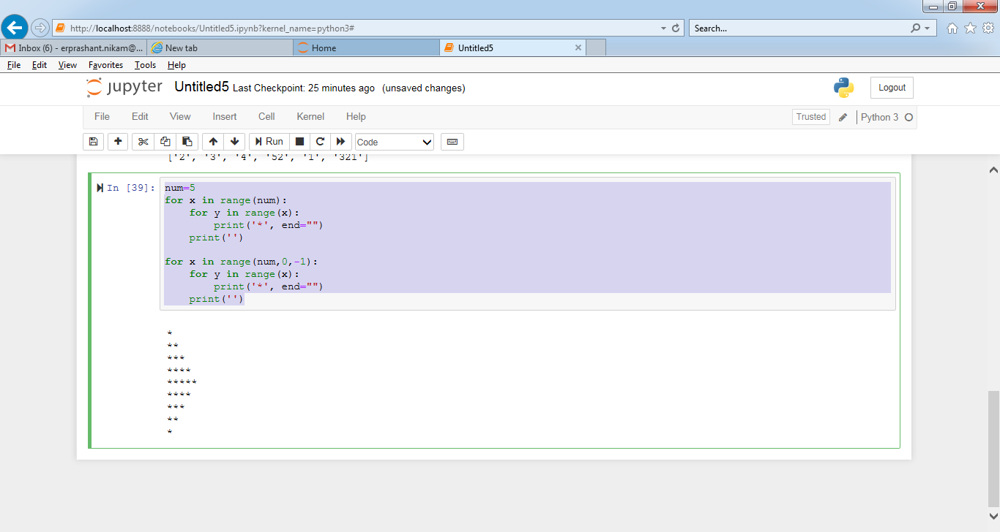 http://localhost:8888/notebooks/Untitled5.ipynb?kernel_name=python3#
Search...
Inbox (6) - erprashant.nikam@...
New tab
Home
Untitled5
File Edit View Favorites Tools Help
jupyter Untitled5 Last Checkpoint: 25 minutes ago (unsaved changes)
Logout
File Edit View Insert Cell Kernel Help
Trusted
Python 3
Run
Code
['2', '3', '4', '52', '1', '321']
In [39]:
num=5
for x in range(num):
    for y in range(x):
        print('*', end="")
    print('')

for x in range(num,0,-1):
    for y in range(x):
        print('*', end="")
    print('')

*
**
***
****
*****
****
***
**
*